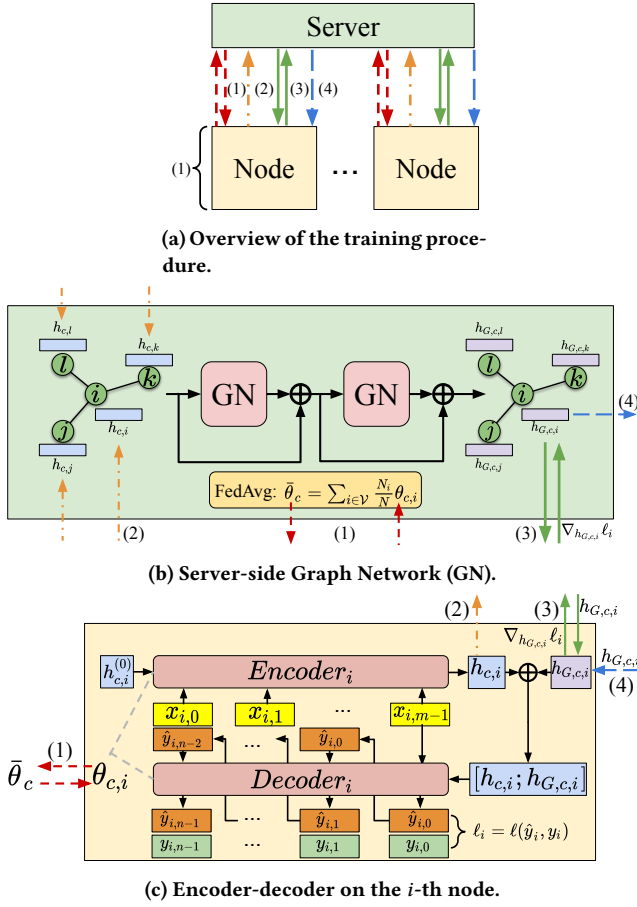 Server
(1) (2) (3) (4)
(1)
Node ... Node
(a) Overview of the training proce-
dure.
h_{c,l} h_{c,k} h_{G,c,l} h_{G,c,k}
l k i j h_{c,i} h_{c,j}
GN ⊕ GN ⊕
l k i j h_{G,c,i} h_{G,c,j}
(4)
FedAvg: \bar{θ}_c = ∑_{i∈𝒱} \frac{N_i}{N} θ_{c,i}
(2) (1) (3) ∇_{h_{G,c,i}} ℓ_i
(b) Server-side Graph Network (GN).
(2) (3) h_{G,c,i}
∇_{h_{G,c,i}} ℓ_i
h_{c,i}^{(0)} Encoder_i h_{c,i} ⊕ h_{G,c,i} h_{G,c,i}
(4)
x_{i,0} x_{i,1} ... x_{i,m−1}
ŷ_{i,n−2} ... ŷ_{i,0}
(1)
\bar{θ}_c θ_{c,i} Decoder_i [h_{c,i}; h_{G,c,i}]
ŷ_{i,n−1} ... ŷ_{i,1} ŷ_{i,0}
y_{i,n−1} ... y_{i,1} y_{i,0}
ℓ_i = ℓ(ŷ_i, y_i)
(c) Encoder-decoder on the i-th node.